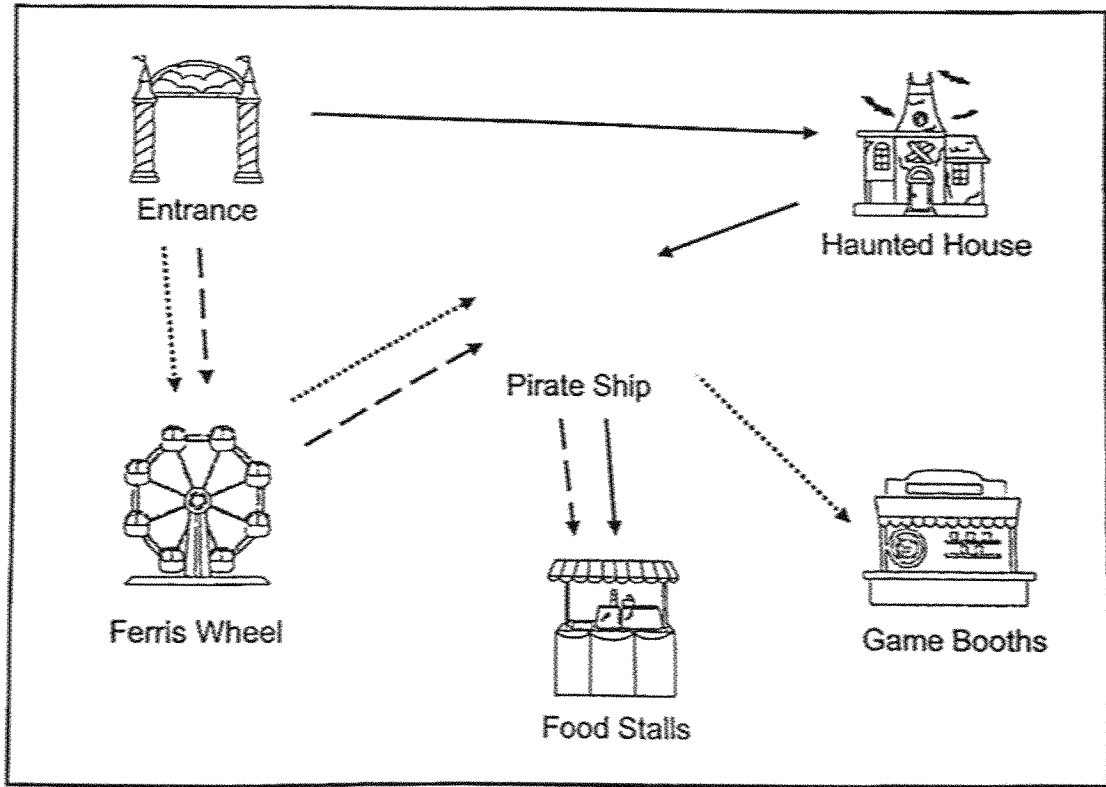 Entrance
Haunted House
Pirate Ship
Ferris Wheel
Game Booths
Food Stalls